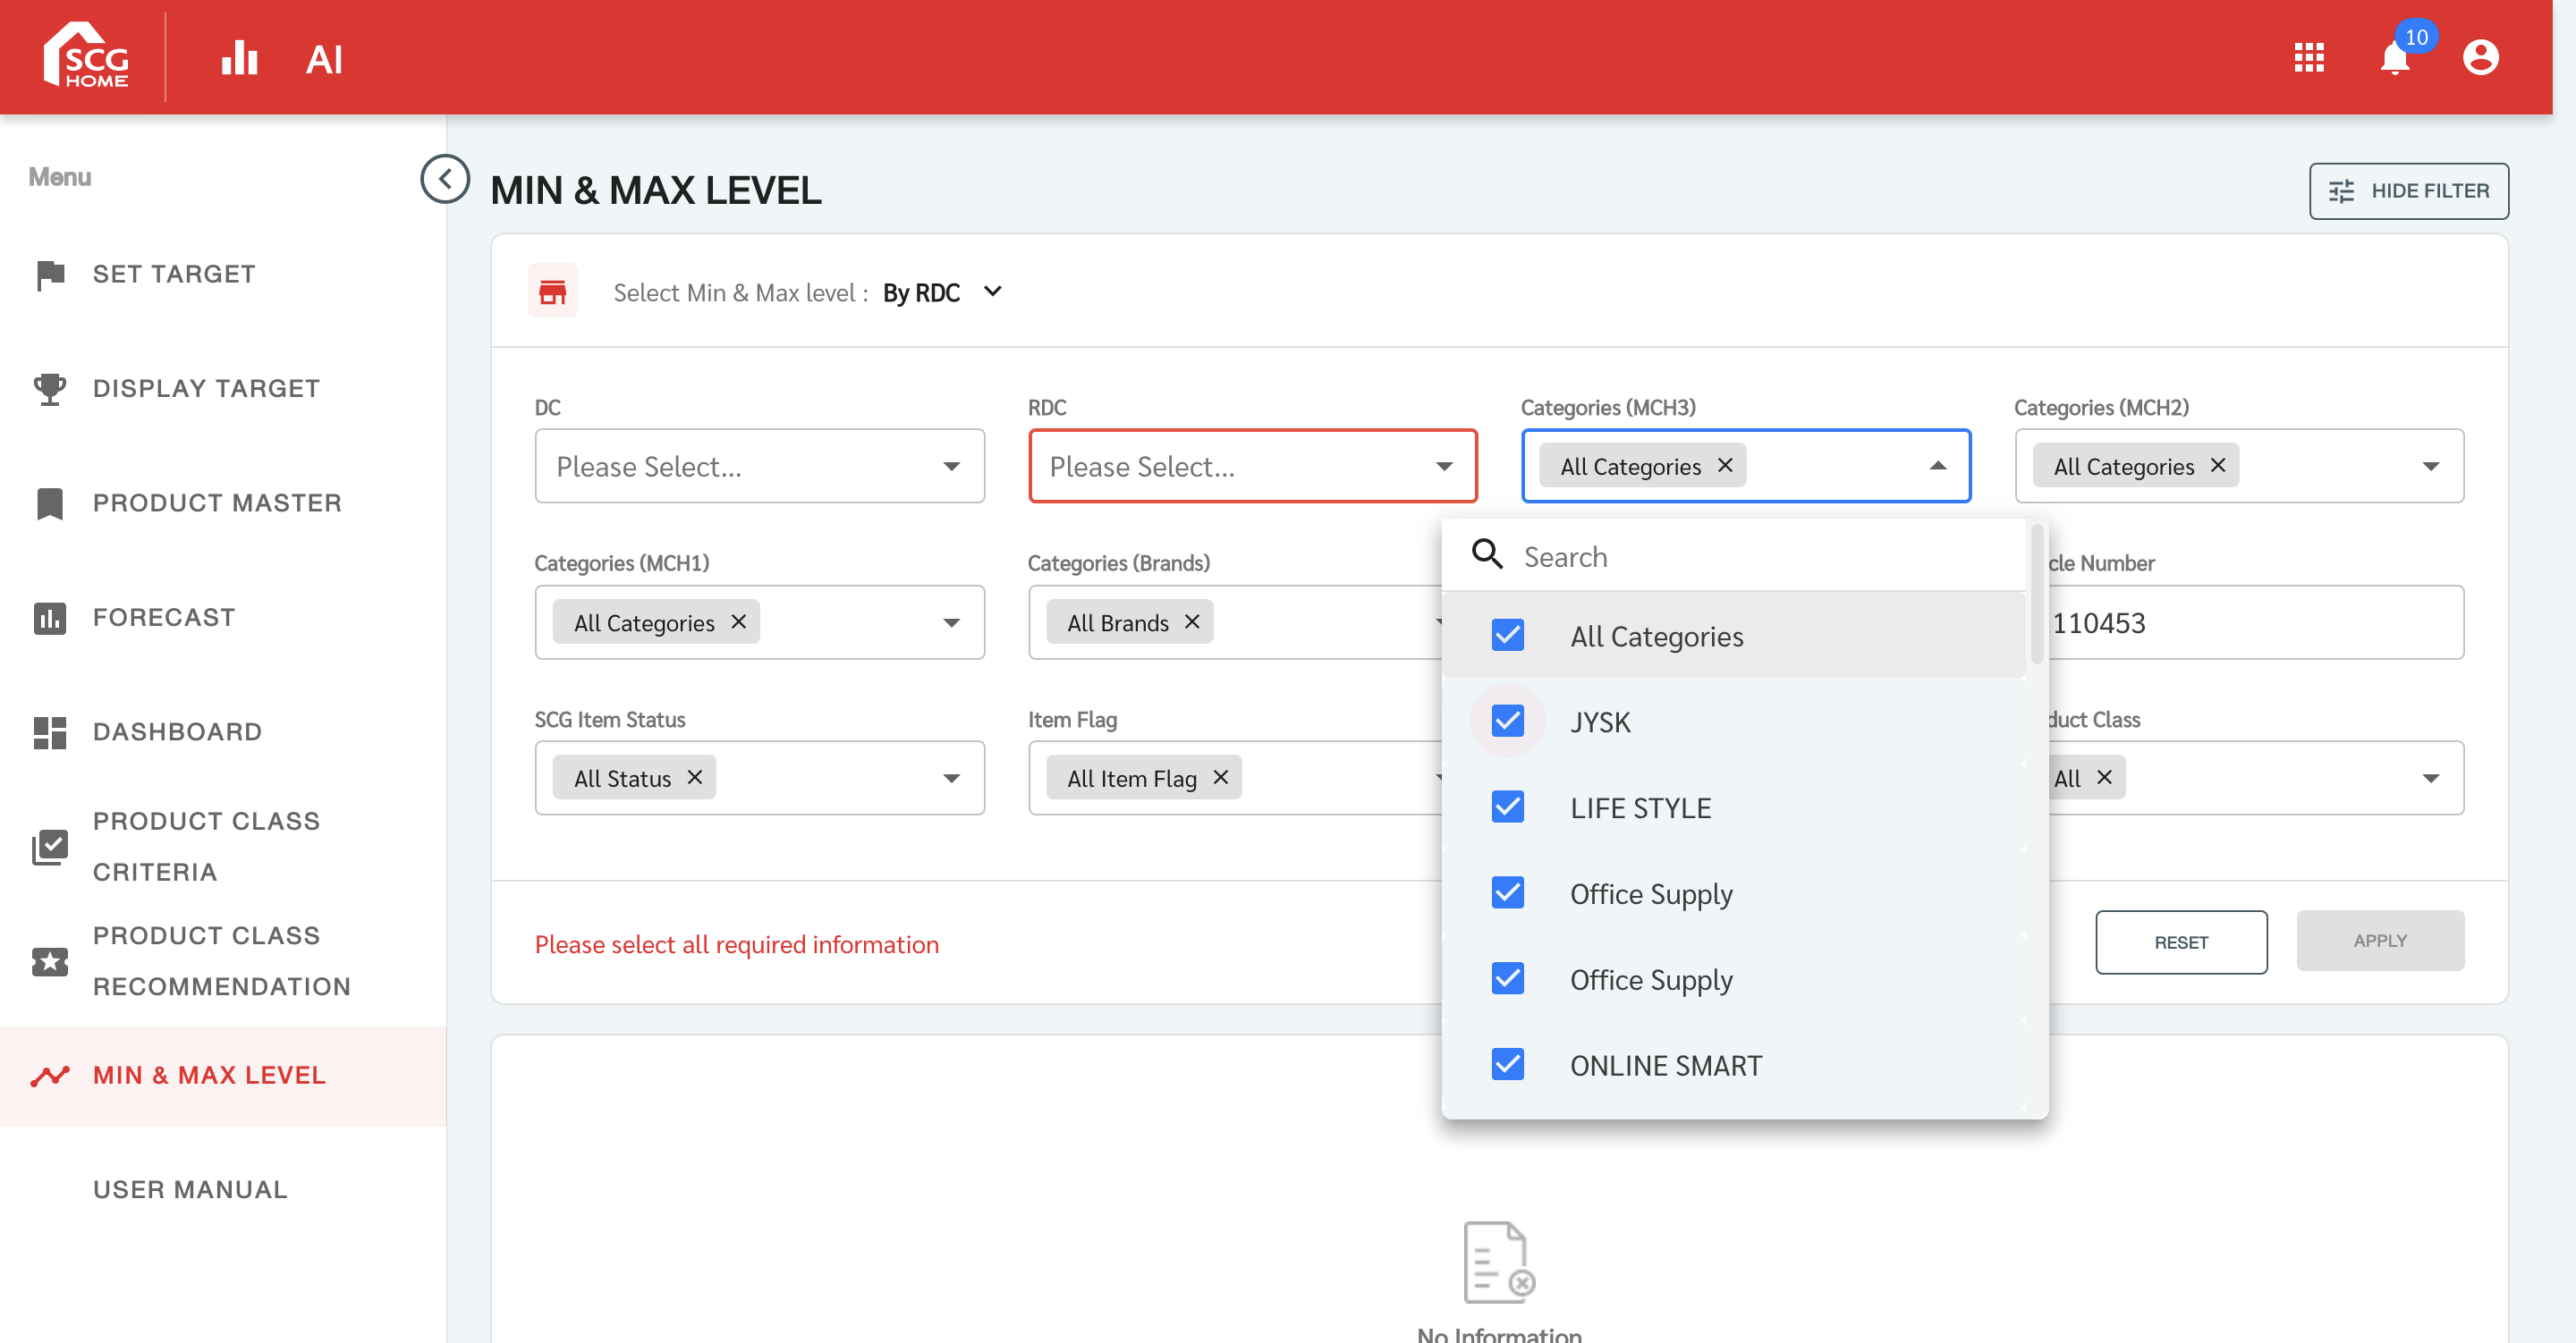 SCG
HOME
AI
10
Menu
SET TARGET
DISPLAY TARGET
PRODUCT MASTER
FORECAST
DASHBOARD
PRODUCT CLASS
CRITERIA
PRODUCT CLASS
RECOMMENDATION
MIN & MAX LEVEL
USER MANUAL
MIN & MAX LEVEL
HIDE FILTER
Select Min & Max level : By RDC
DC
RDC
Categories (MCH3)
Categories (MCH2)
Please Select...
Please Select...
All Categories
All Categories
Categories (MCH1)
Categories (Brands)
cle Number
All Categories
All Brands
110453
SCG Item Status
Item Flag
duct Class
All Status
All Item Flag
All
Search
All Categories
JYSK
LIFE STYLE
Office Supply
Office Supply
ONLINE SMART
Please select all required information
RESET
APPLY
No Information